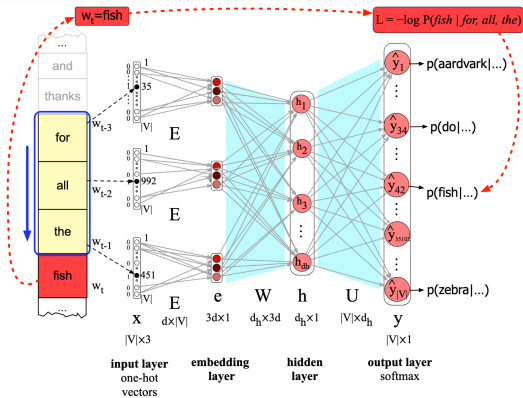 w_t=fish
L = −log P(fish | for, all, the)
...
and
thanks
for
all
the
fish
...
w_t-3
w_t-2
w_t-1
w_t
1
35
|V|
E
1
992
|V|
E
1
451
|V|
E
d⨯|V|
x
|V|⨯3
input layer
one-hot
vectors
e
3d⨯1
embedding
layer
W
d_h⨯3d
h_1
h_2
h_3
...
h_dh
h
d_h⨯1
hidden
layer
U
|V|⨯d_h
ŷ_1
ŷ_34
ŷ_42
ŷ_35102
ŷ_|V|
y
|V|⨯1
output layer
softmax
p(aardvark|...)
p(do|...)
p(fish|...)
p(zebra|...)